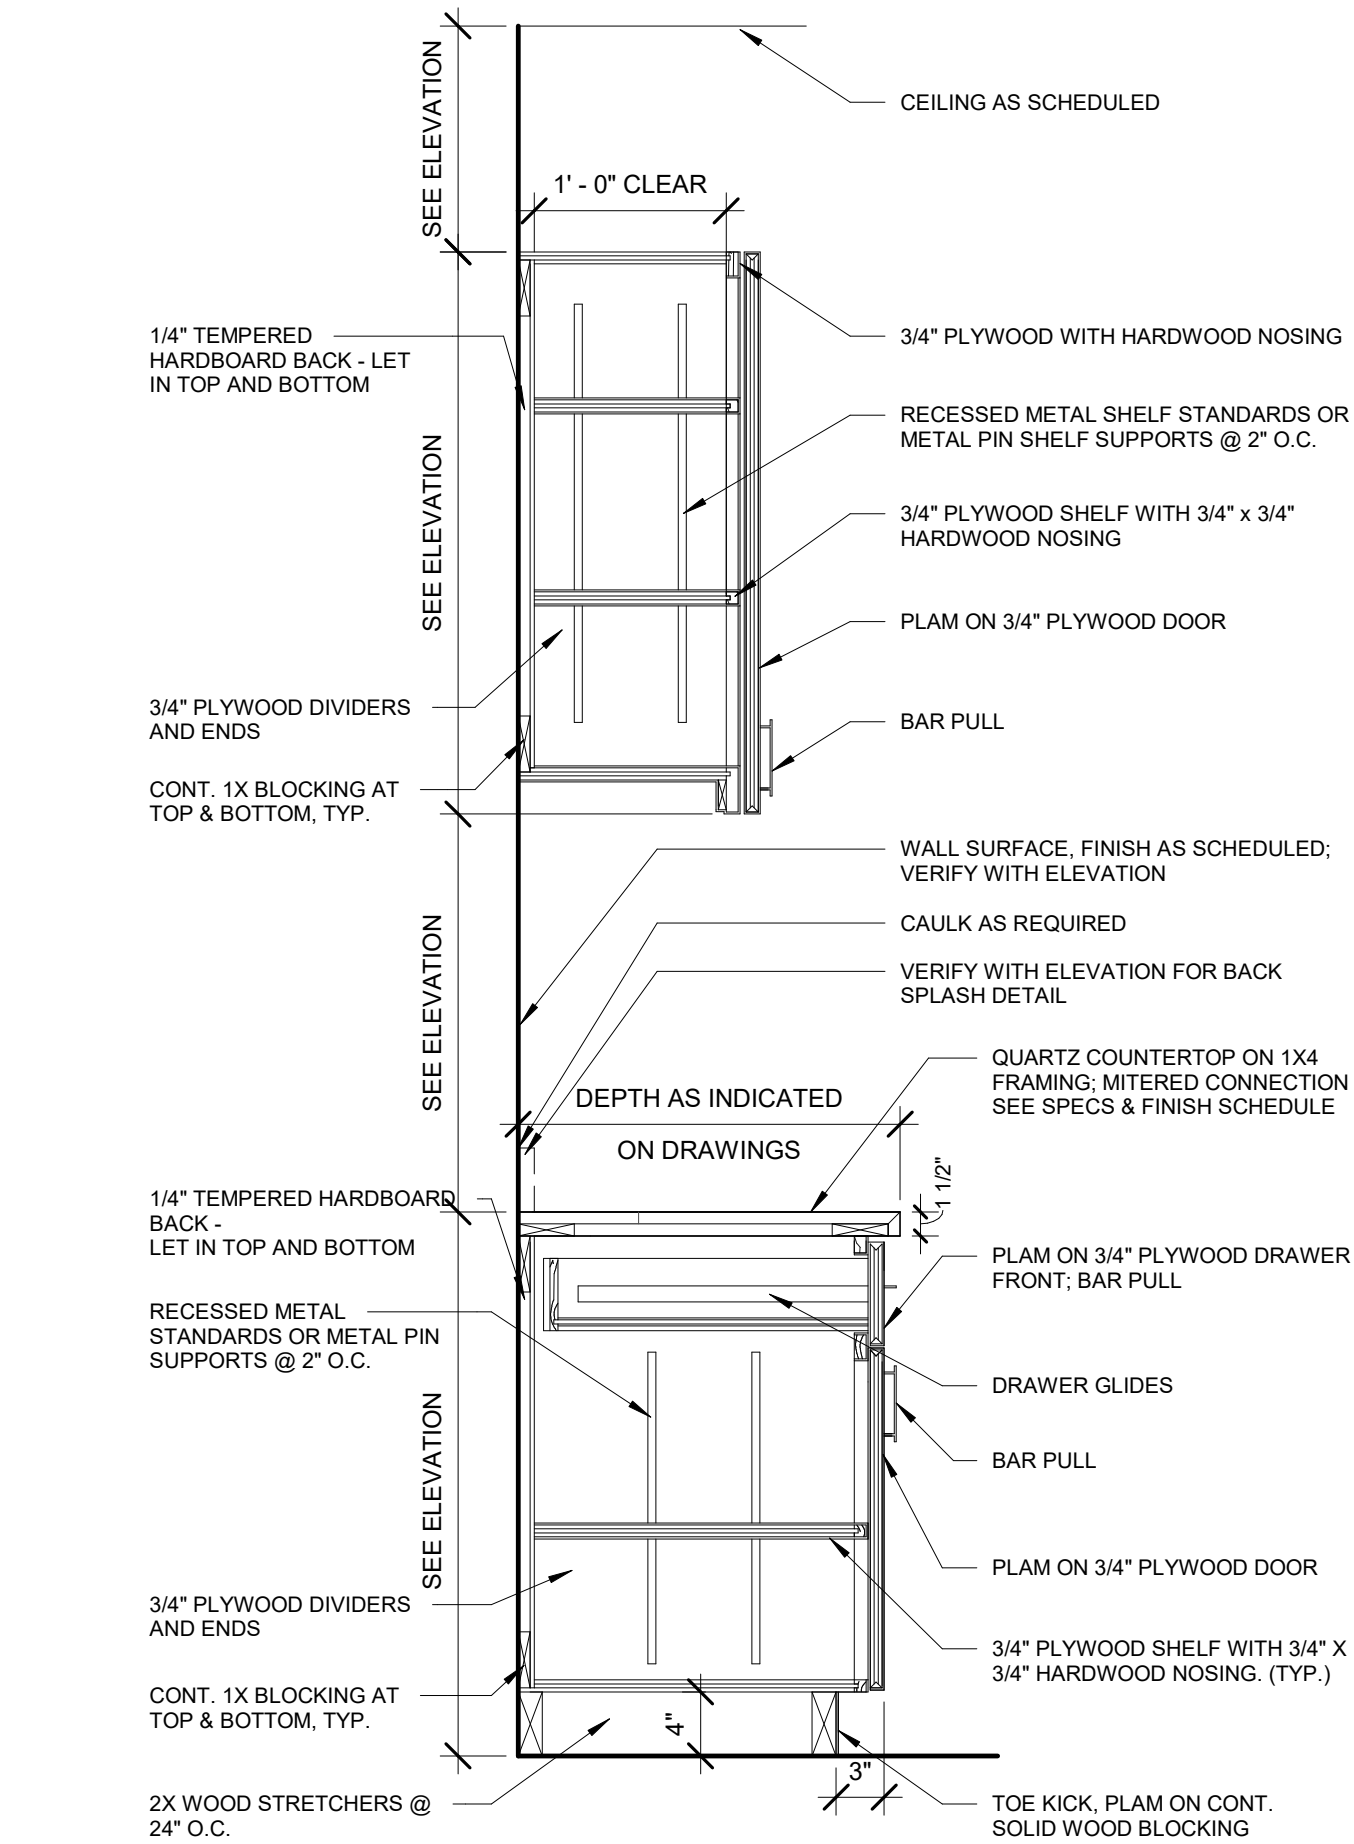 CEILING AS SCHEDULED
SEE ELEVATION
1' - 0" CLEAR
1/4" TEMPERED
HARDBOARD BACK - LET
IN TOP AND BOTTOM
3/4" PLYWOOD WITH HARDWOOD NOSING
RECESSED METAL SHELF STANDARDS OR
METAL PIN SHELF SUPPORTS @ 2" O.C.
SEE ELEVATION
3/4" PLYWOOD SHELF WITH 3/4" x 3/4"
HARDWOOD NOSING
PLAM ON 3/4" PLYWOOD DOOR
3/4" PLYWOOD DIVIDERS
AND ENDS
BAR PULL
CONT. 1X BLOCKING AT
TOP & BOTTOM, TYP.
WALL SURFACE, FINISH AS SCHEDULED;
VERIFY WITH ELEVATION
CAULK AS REQUIRED
VERIFY WITH ELEVATION FOR BACK
SPLASH DETAIL
SEE ELEVATION
QUARTZ COUNTERTOP ON 1X4
FRAMING; MITERED CONNECTION
SEE SPECS & FINISH SCHEDULE
DEPTH AS INDICATED
ON DRAWINGS
1 1/2"
1/4" TEMPERED HARDBOARD
BACK -
LET IN TOP AND BOTTOM
PLAM ON 3/4" PLYWOOD DRAWER
FRONT; BAR PULL
RECESSED METAL
STANDARDS OR METAL PIN
SUPPORTS @ 2" O.C.
DRAWER GLIDES
SEE ELEVATION
BAR PULL
PLAM ON 3/4" PLYWOOD DOOR
3/4" PLYWOOD DIVIDERS
AND ENDS
3/4" PLYWOOD SHELF WITH 3/4" X
3/4" HARDWOOD NOSING. (TYP.)
CONT. 1X BLOCKING AT
TOP & BOTTOM, TYP.
4"
3"
2X WOOD STRETCHERS @
24" O.C.
TOE KICK, PLAM ON CONT.
SOLID WOOD BLOCKING